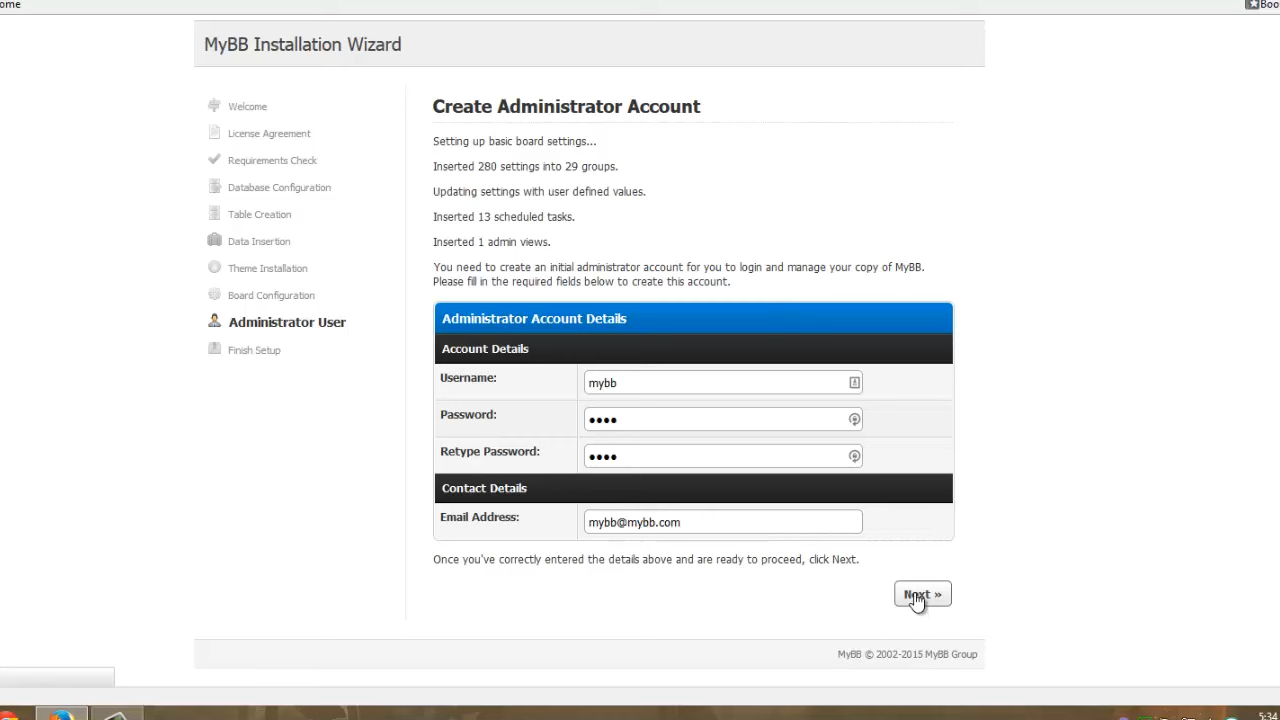 ome
Boo
MyBB Installation Wizard
Welcome
License Agreement
Requirements Check
Database Configuration
Table Creation
Data Insertion
Theme Installation
Board Configuration
Administrator User
Finish Setup
Create Administrator Account
Setting up basic board settings...
Inserted 280 settings into 29 groups.
Updating settings with user defined values.
Inserted 13 scheduled tasks.
Inserted 1 admin views.
You need to create an initial administrator account for you to login and manage your copy of MyBB.
Please fill in the required fields below to create this account.
Administrator Account Details
Account Details
Username: mybb
Password: ••••
Retype Password: ••••
Contact Details
Email Address: mybb@mybb.com
Once you've correctly entered the details above and are ready to proceed, click Next.
Next »
MyBB © 2002-2015 MyBB Group
5:34